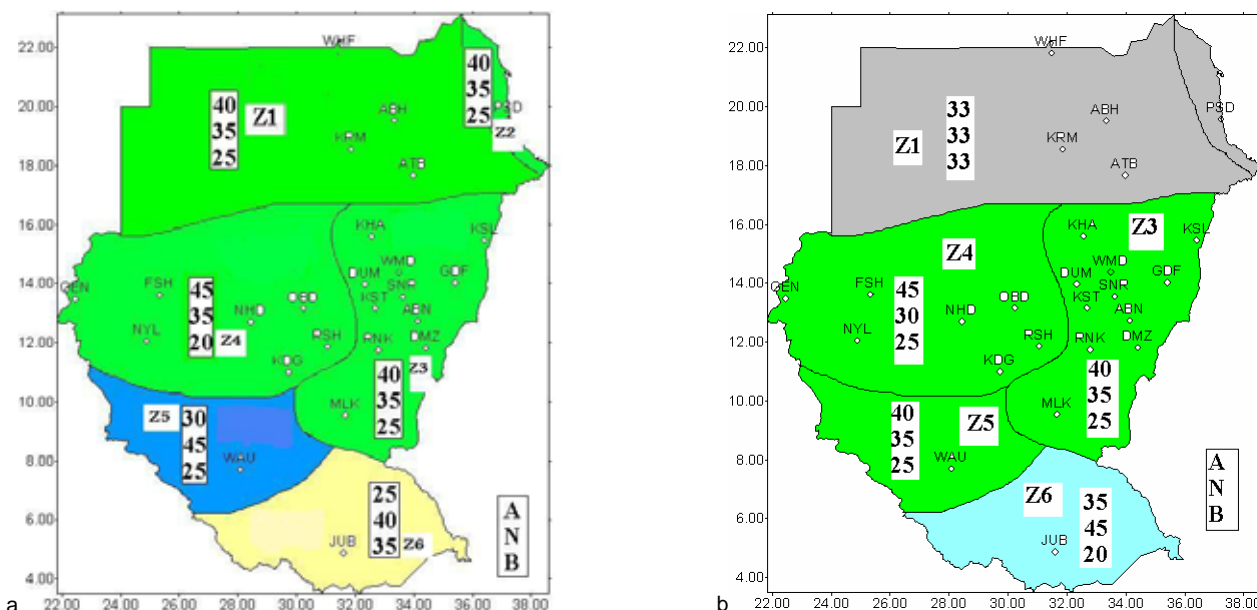 22.00
20.00
18.00
16.00
14.00
12.00
10.00
8.00
6.00
4.00
22.00 24.00 26.00 28.00 30.00 32.00 34.00 36.00 38.00
WHF
40
35
25
PSD
Z2
40
35
25
Z1
ABH
KRM
ATB
KHA
KSL
WMD
DUM
SNR
GDF
KST
ABN
DMZ
RNK
GEN
FSH
45
35
20
Z4
NHD
OBD
NYL
RSH
KDG
Z3
40
35
25
MLK
Z5
30
45
25
WAU
25
40
35
Z6
JUB
A
N
B
a
22.00
20.00
18.00
16.00
14.00
12.00
10.00
8.00
6.00
4.00
22.00 24.00 26.00 28.00 30.00 32.00 34.00 36.00 38.00
WHF
Z1
33
33
33
ABH
KRM
ATB
PSD
Z4
KHA
Z3
KSL
WMD
DUM
SNR
GDF
KST
ABN
DMZ
RNK
GEN
FSH
45
30
25
NHD
OBD
NYL
RSH
KDG
40
35
25
MLK
40
35
25
Z5
WAU
Z6
35
45
20
JUB
A
N
B
b